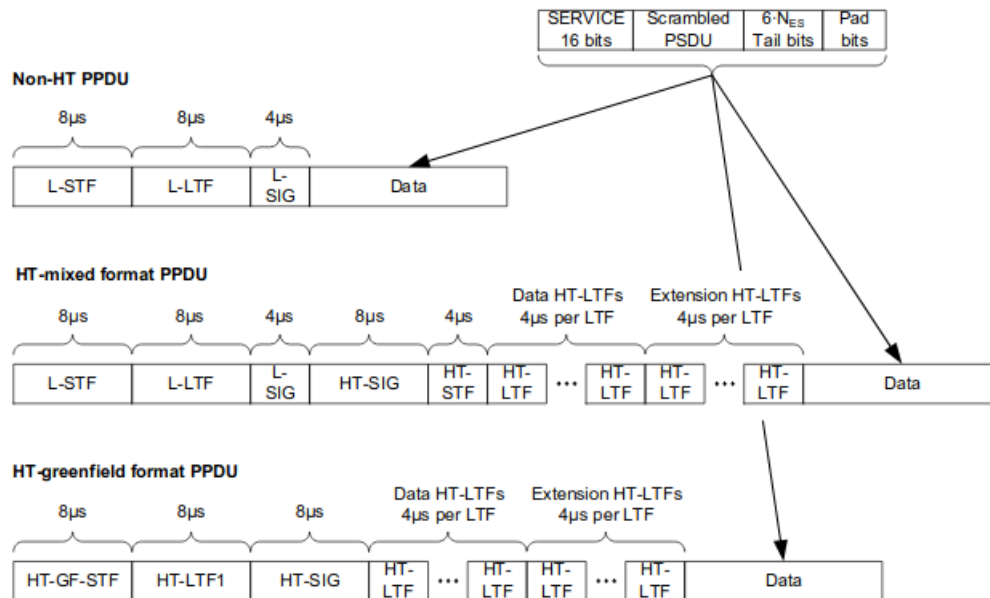 SERVICE 16 bits
Scrambled PSDU
6·N_ES Tail bits
Pad bits
Non-HT PPDU
8µs
8µs
4µs
L-STF
L-LTF
L-
SIG
Data
HT-mixed format PPDU
Data HT-LTFs
4µs per LTF
Extension HT-LTFs
4µs per LTF
8µs
8µs
4µs
8µs
4µs
L-STF
L-LTF
L-
SIG
HT-SIG
HT-
STF
HT-
LTF
···
HT-
LTF
HT-
LTF
···
HT-
LTF
Data
HT-greenfield format PPDU
Data HT-LTFs
4µs per LTF
Extension HT-LTFs
4µs per LTF
8µs
8µs
8µs
HT-GF-STF
HT-LTF1
HT-SIG
HT-
LTF
···
HT-
LTF
HT-
LTF
···
HT-
LTF
Data